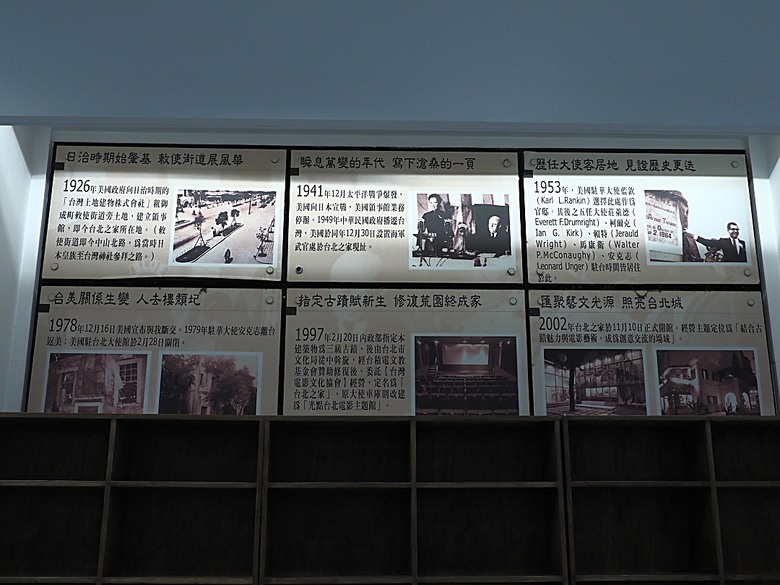 日治時期始奠基 敕使街道展風華
1926年美國政府向日治時期的
「台灣土地建物株式會社」租御
成町敕使街道旁土地,建立領事
館,即今台北之家所在地。(敕
使街道即今中山北路,為當時日
本皇族至台灣神社參拜之路。)
瞬息萬變的年代 寫下滄桑的一頁
1941年12月太平洋戰爭爆發,
美國向日本宣戰,美國領事館業務
停辦。1949年中華民國政府播遷台
灣,美國於同年12月30日設置海軍
武官處於台北之家現址。
歷任大使客居地 見證歷史更迭
1953年,美國駐華大使藍欽
(Karl L.Rankin)選擇此處作為
官邸,其後之五任大使莊萊德(
Everett F.Drumright)、柯爾克(
Ian G. Kirk)、賴特(Jerauld
Wright)、馬康衛(Walter
P.McConaughy)、安克志(
Leonard Unger)駐台時皆居住
於此。
台美關係生變 人去樓頹圮
1978年12月16日美國宣布與我斷交。1979年駐華大使安克志離台
返美;美國駐台北大使館於2月28日關閉。
指定古蹟賦新生 修復荒園終成家
1997年2月20日內政部指定本
建築物為三級古蹟,後由台北市
文化局從中斡旋,經台積電文教
基金會贊助修復後,委託【台灣
電影文化協會】經營,定名為「
台北之家」,原大使車庫則改建
為「光點台北電影主題館」。
匯聚藝文光源 照亮台北城
2002年台北之家於11月10日正式開館。經營主題定位為「結合古
蹟魅力與電影藝術,成為創意交流的場域」。